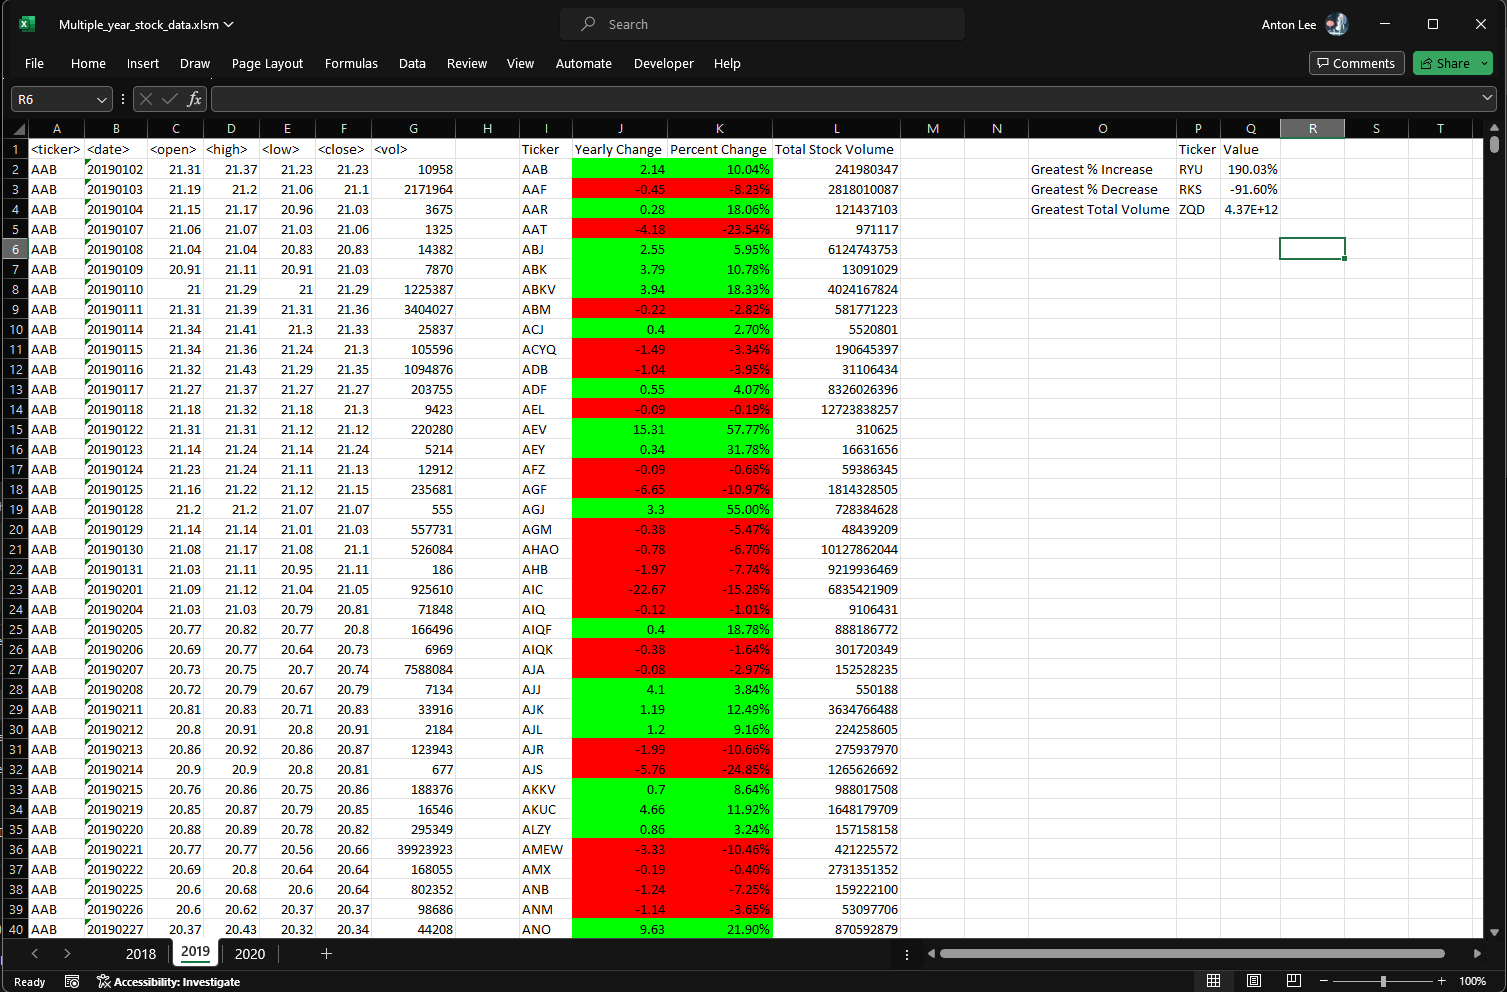 Multiple_year_stock_data.xlsm
Search
Anton Lee
File Home Insert Draw Page Layout Formulas Data Review View Automate Developer Help
Comments Share
R6 fx
A B C D E F G H I J K L M N O P Q R S T
1 <ticker> <date> <open> <high> <low> <close> <vol> Ticker Yearly Change Percent Change Total Stock Volume Ticker Value
2 AAB 20190102 21.31 21.37 21.23 21.23 10958 AAB 2.14 10.04% 241980347 Greatest % Increase RYU 190.03%
3 AAB 20190103 21.19 21.2 21.06 21.1 2171964 AAF -0.45 -8.23% 2818010087 Greatest % Decrease RKS -91.60%
4 AAB 20190104 21.15 21.17 20.96 21.03 3675 AAR 0.28 18.06% 121437103 Greatest Total Volume ZQD 4.37E+12
5 AAB 20190107 21.06 21.07 21.03 21.06 1325 AAT -4.18 -23.54% 971117
6 AAB 20190108 21.04 21.04 20.83 20.83 14382 ABJ 2.55 5.95% 6124743753
7 AAB 20190109 20.91 21.11 20.91 21.03 7870 ABK 3.79 10.78% 13091029
8 AAB 20190110 21 21.29 21 21.29 1225387 ABKV 3.94 18.33% 4024167824
9 AAB 20190111 21.31 21.39 21.31 21.36 3404027 ABM -0.22 -2.82% 581771223
10 AAB 20190114 21.34 21.41 21.3 21.33 25837 ACJ 0.4 2.70% 5520801
11 AAB 20190115 21.34 21.36 21.24 21.3 105596 ACYQ -1.49 -3.34% 190645397
12 AAB 20190116 21.32 21.43 21.29 21.35 1094876 ADB -1.04 -3.95% 31106434
13 AAB 20190117 21.27 21.37 21.27 21.27 203755 ADF 0.55 4.07% 8326026396
14 AAB 20190118 21.18 21.32 21.18 21.3 9423 AEL -0.09 -0.19% 12723838257
15 AAB 20190122 21.31 21.31 21.12 21.12 220280 AEV 15.31 57.77% 310625
16 AAB 20190123 21.14 21.24 21.14 21.24 5214 AEY 0.34 31.78% 16631656
17 AAB 20190124 21.23 21.24 21.11 21.13 12912 AFZ -0.09 -0.68% 59386345
18 AAB 20190125 21.16 21.22 21.12 21.15 235681 AGF -6.65 -10.97% 1814328505
19 AAB 20190128 21.2 21.2 21.07 21.07 555 AGJ 3.3 55.00% 728384628
20 AAB 20190129 21.14 21.14 21.01 21.03 557731 AGM -0.38 -5.47% 48439209
21 AAB 20190130 21.08 21.17 21.08 21.1 526084 AHAO -0.78 -6.70% 10127862044
22 AAB 20190131 21.03 21.11 20.95 21.11 186 AHB -1.97 -7.74% 9219936469
23 AAB 20190201 21.09 21.12 21.04 21.05 925610 AIC -22.67 -15.28% 6835421909
24 AAB 20190204 21.03 21.03 20.79 20.81 71848 AIQ -0.12 -1.01% 9106431
25 AAB 20190205 20.77 20.82 20.77 20.8 166496 AIQF 0.4 18.78% 888186772
26 AAB 20190206 20.69 20.77 20.64 20.73 6969 AIQK -0.38 -1.64% 301720349
27 AAB 20190207 20.73 20.75 20.7 20.74 7588084 AJA -0.08 -2.97% 152528235
28 AAB 20190208 20.72 20.79 20.67 20.79 7134 AJJ 4.1 3.84% 550188
29 AAB 20190211 20.81 20.83 20.71 20.83 33916 AJK 1.19 12.49% 3634766488
30 AAB 20190212 20.8 20.91 20.8 20.91 2184 AJL 1.2 9.16% 224258605
31 AAB 20190213 20.86 20.92 20.86 20.87 123943 AJR -1.99 -10.66% 275937970
32 AAB 20190214 20.9 20.9 20.8 20.81 677 AJS -5.76 -24.85% 1265626692
33 AAB 20190215 20.76 20.86 20.75 20.86 188376 AKKV 0.7 8.64% 988017508
34 AAB 20190219 20.85 20.87 20.79 20.85 16546 AKUC 4.66 11.92% 1648179709
35 AAB 20190220 20.88 20.89 20.78 20.82 295349 ALZY 0.86 3.24% 157158158
36 AAB 20190221 20.77 20.77 20.56 20.66 39923923 AMEW -3.33 -10.46% 421225572
37 AAB 20190222 20.69 20.8 20.64 20.64 168055 AMX -0.19 -0.40% 2731351352
38 AAB 20190225 20.6 20.68 20.6 20.64 802352 ANB -1.24 -7.25% 159222100
39 AAB 20190226 20.6 20.62 20.37 20.37 98686 ANM -1.14 -3.65% 53097706
40 AAB 20190227 20.37 20.43 20.32 20.34 44208 ANO 9.63 21.90% 870592879
2018 2019 2020
Ready Accessibility: Investigate 100%